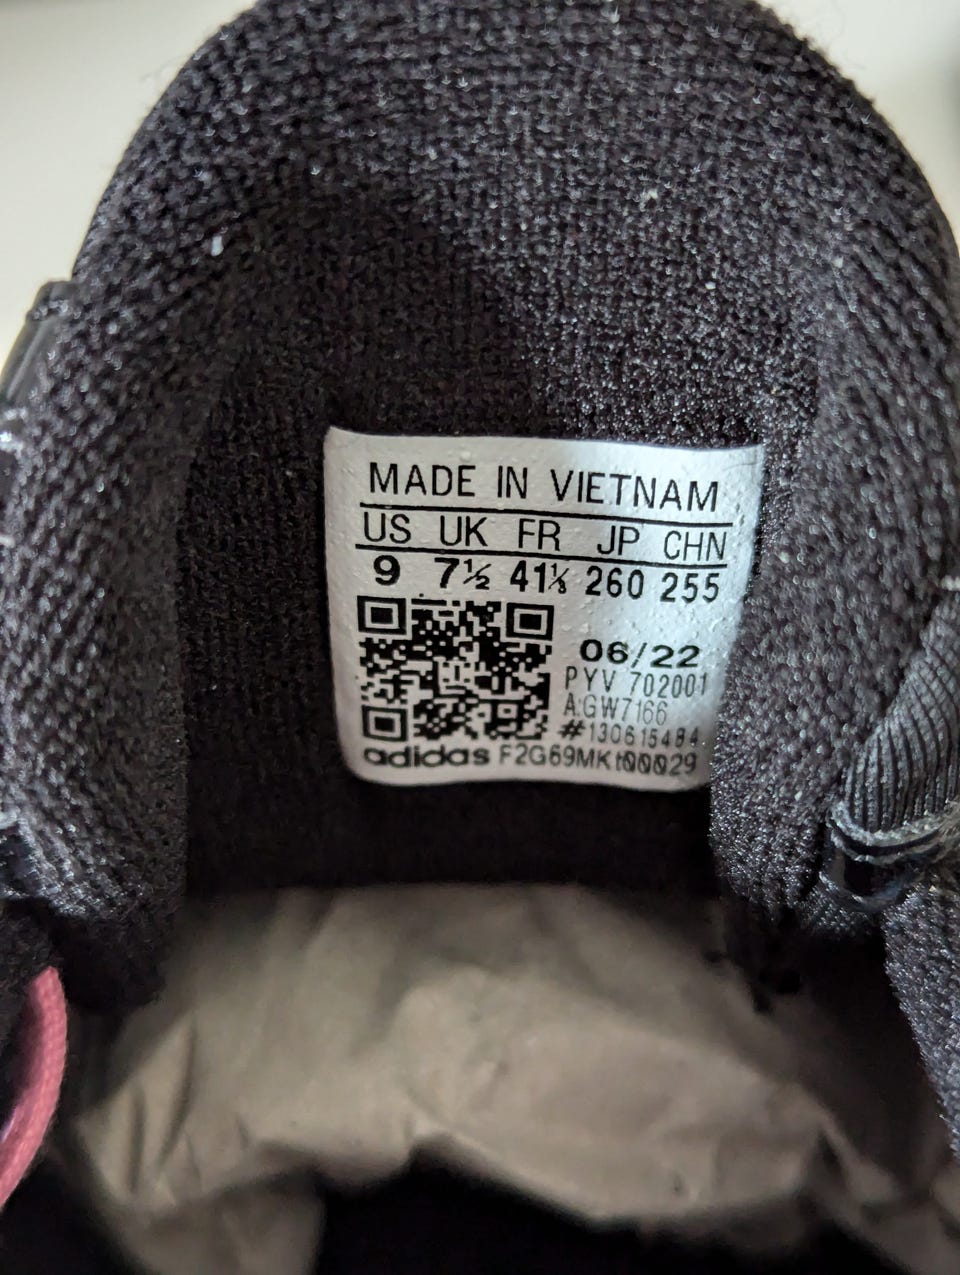 MADE IN VIETNAM
US UK FR JP CHN
9 7½ 41⅓ 260 255
06/22
PYV 702001
A:GW7166
#130615484
adidas F2G69MKt00029